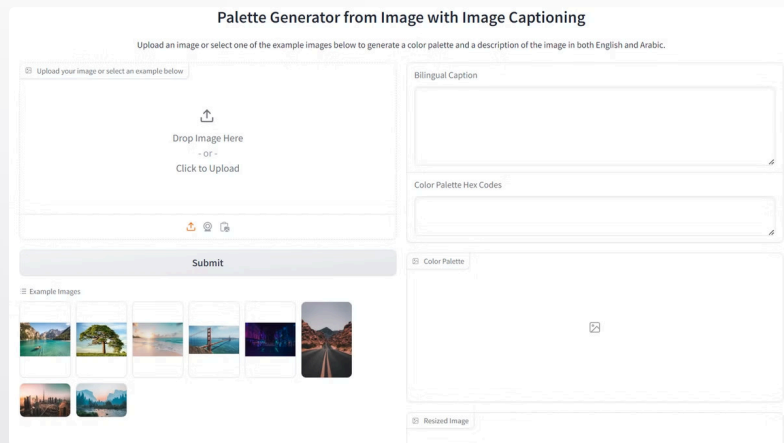 Palette Generator from Image with Image Captioning
Upload an image or select one of the example images below to generate a color palette and a description of the image in both English and Arabic.
Upload your image or select an example below
Drop Image Here
- or -
Click to Upload
Submit
Example Images
Bilingual Caption
Color Palette Hex Codes
Color Palette
Resized Image